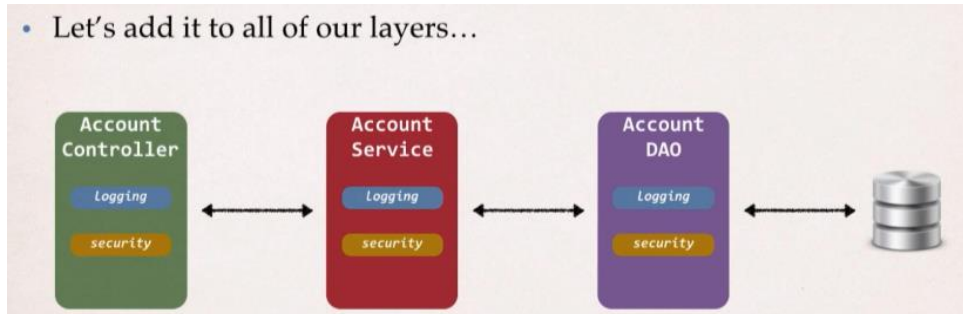 • Let's add it to all of our layers…
Account
Controller
logging
security
Account
Service
logging
security
Account
DAO
logging
security